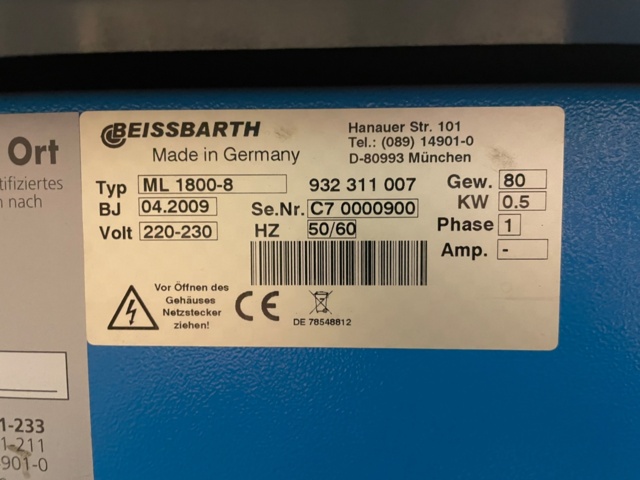 BEISSBARTH
Made in Germany
Hanauer Str. 101
Tel.: (089) 14901-0
D-80993 München
Typ ML 1800-8 932 311 007 Gew. 80
BJ 04.2009 Se.Nr. C7 0000900 KW 0.5
Volt 220-230 HZ 50/60 Phase 1
Amp. -
Vor Öffnen des
Gehäuses
Netzstecker
ziehen!
CE
DE 78548812
Ort
nach
1-233
1-211
901-0